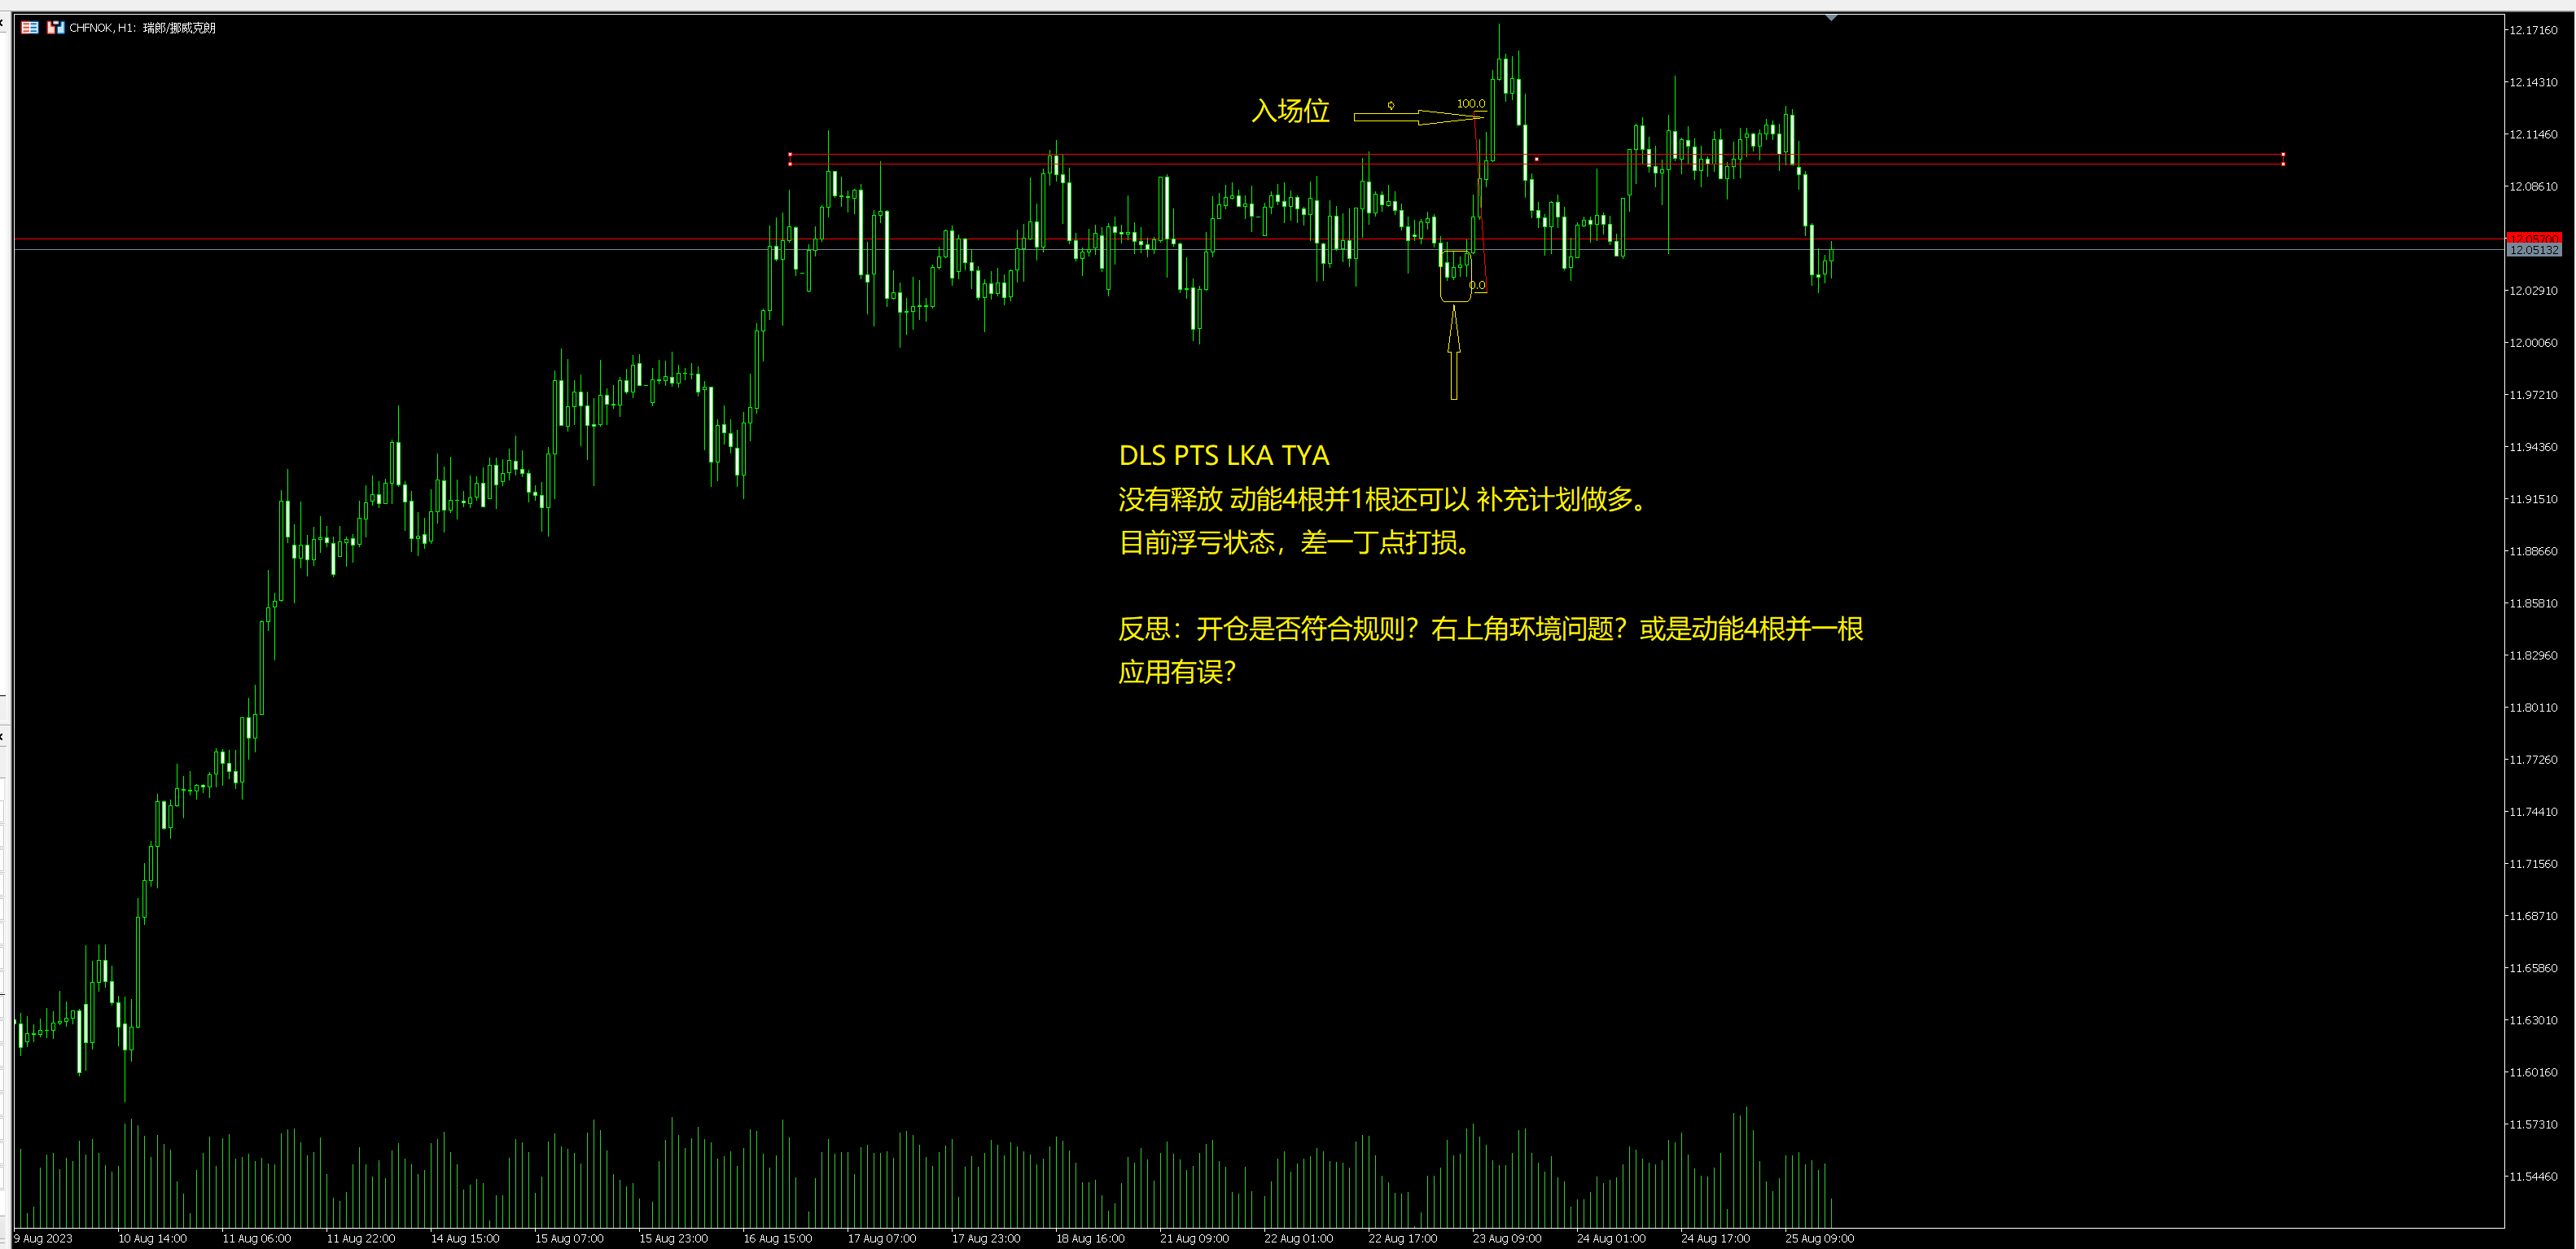 CHFNOK, H1: 瑞郎/挪威克朗
12.17160
12.14310
入场位
100.0
12.11460
12.08610
12.05700
12.05132
0.0
12.02910
12.00060
11.97210
DLS PTS LKA TYA
11.94360
没有释放 动能4根并1根还可以 补充计划做多。
11.91510
目前浮亏状态，差一丁点打损。
11.88660
11.85810
反思：开仓是否符合规则？右上角环境问题？或是动能4根并一根
应用有误？
11.82960
11.80110
11.77260
11.74410
11.71560
11.68710
11.65860
11.63010
11.60160
11.57310
11.54460
9 Aug 2023
10 Aug 14:00
11 Aug 06:00
11 Aug 22:00
14 Aug 15:00
15 Aug 07:00
15 Aug 23:00
16 Aug 15:00
17 Aug 07:00
17 Aug 23:00
18 Aug 16:00
21 Aug 09:00
22 Aug 01:00
22 Aug 17:00
23 Aug 09:00
24 Aug 01:00
24 Aug 17:00
25 Aug 09:00